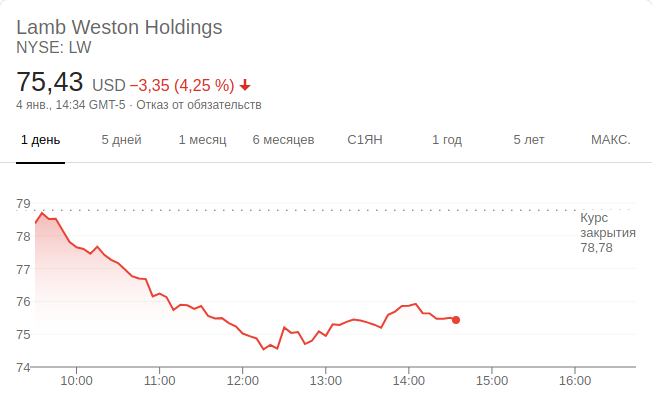 Lamb Weston Holdings
NYSE: LW
75,43 USD −3,35 (4,25 %)
4 янв., 14:34 GMT-5 · Отказ от обязательств
1 день 5 дней 1 месяц 6 месяцев С1ЯН 1 год 5 лет МАКС.
79
Курс
закрытия
78,78
78
77
76
75
74
10:00 11:00 12:00 13:00 14:00 15:00 16:00